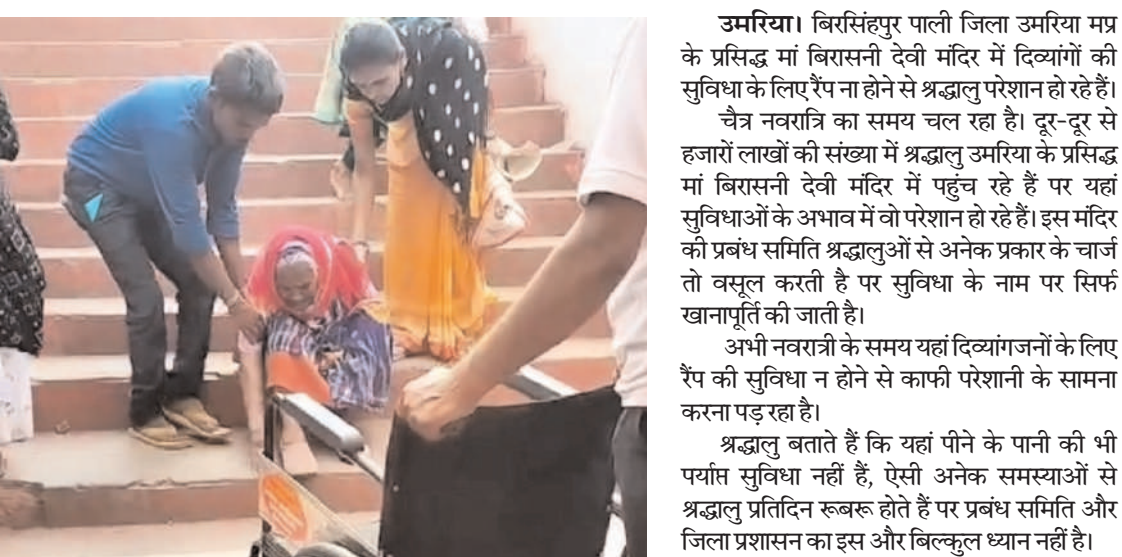 उमरिया। बिरसिंहपुर पाली जिला उमरिया मप्र
के प्रसिद्ध मां बिरासनी देवी मंदिर में दिव्यांगों की
सुविधा के लिए रैंप ना होने से श्रद्धालु परेशान हो रहे हैं।
चैत्र नवरात्रि का समय चल रहा है। दूर-दूर से
हजारों लाखों की संख्या में श्रद्धालु उमरिया के प्रसिद्ध
मां बिरासनी देवी मंदिर में पहुंच रहे हैं पर यहां
सुविधाओं के अभाव में वो परेशान हो रहे हैं। इस मंदिर
की प्रबंध समिति श्रद्धालुओं से अनेक प्रकार के चार्ज
तो वसूल करती है पर सुविधा के नाम पर सिर्फ
खानापूर्ति की जाती है।
अभी नवरात्री के समय यहां दिव्यांगजनों के लिए
रैंप की सुविधा न होने से काफी परेशानी के सामना
करना पड़ रहा है।
श्रद्धालु बताते हैं कि यहां पीने के पानी की भी
पर्याप्त सुविधा नहीं हैं, ऐसी अनेक समस्याओं से
श्रद्धालु प्रतिदिन रूबरू होते हैं पर प्रबंध समिति और
जिला प्रशासन का इस और बिल्कुल ध्यान नहीं है।